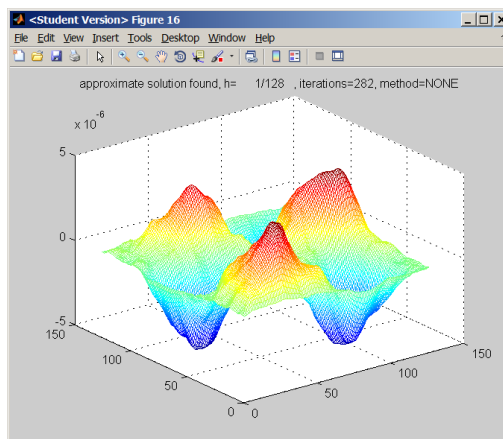 <Student Version> Figure 16
File Edit View Insert Tools Desktop Window Help
approximate solution found, h= 1/128 , iterations=282, method=NONE
x 10^-6
5
0
-5
150
100
50
0
0
50
100
150